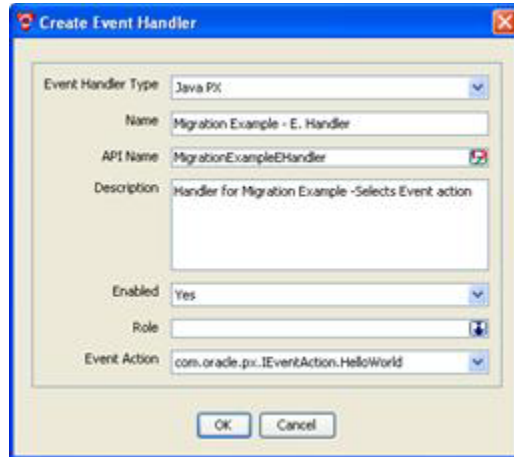 Create Event Handler
Event Handler Type Java PX
Name Migration Example - E. Handler
API Name MigrationExampleEHandler
Description Handler for Migration Example -Selects Event action
Enabled Yes
Role
Event Action com.oracle.px.IEventAction.HelloWorld
OK Cancel